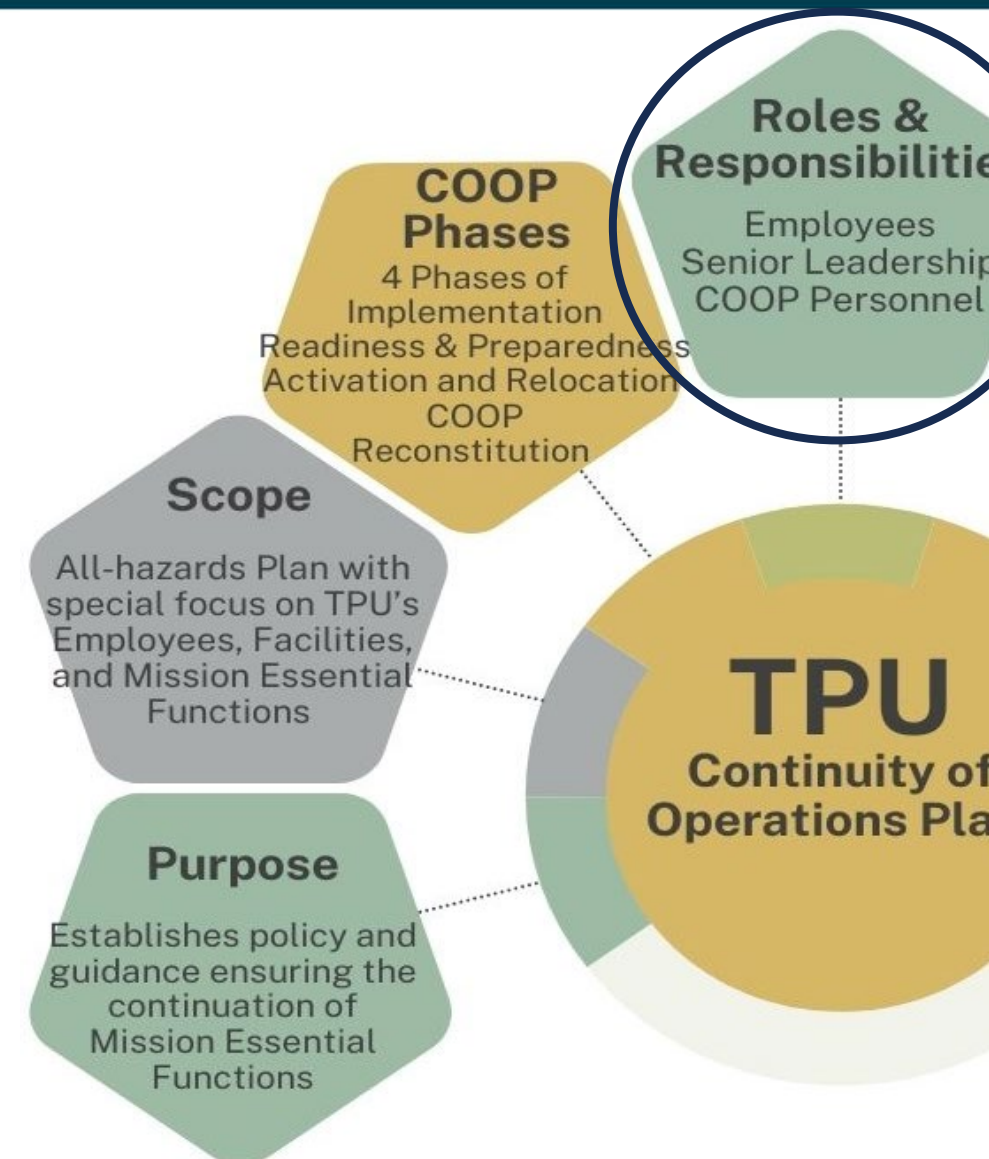 Roles &
Responsibilitie
Employees
Senior Leadership
COOP Personnel
COOP
Phases
4 Phases of
Implementation
Readiness & Preparedness
Activation and Relocation
COOP
Reconstitution
Scope
All-hazards Plan with
special focus on TPU's
Employees, Facilities,
and Mission Essential
Functions
Purpose
Establishes policy and
guidance ensuring the
continuation of
Mission Essential
Functions
TPU
Continuity of
Operations Pla